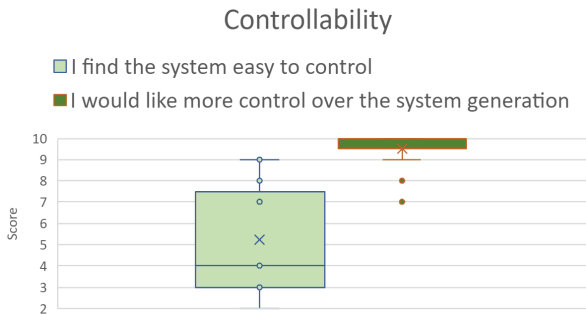 Controllability
I find the system easy to control
I would like more control over the system generation
10
9
8
7
6
5
4
3
2
Score